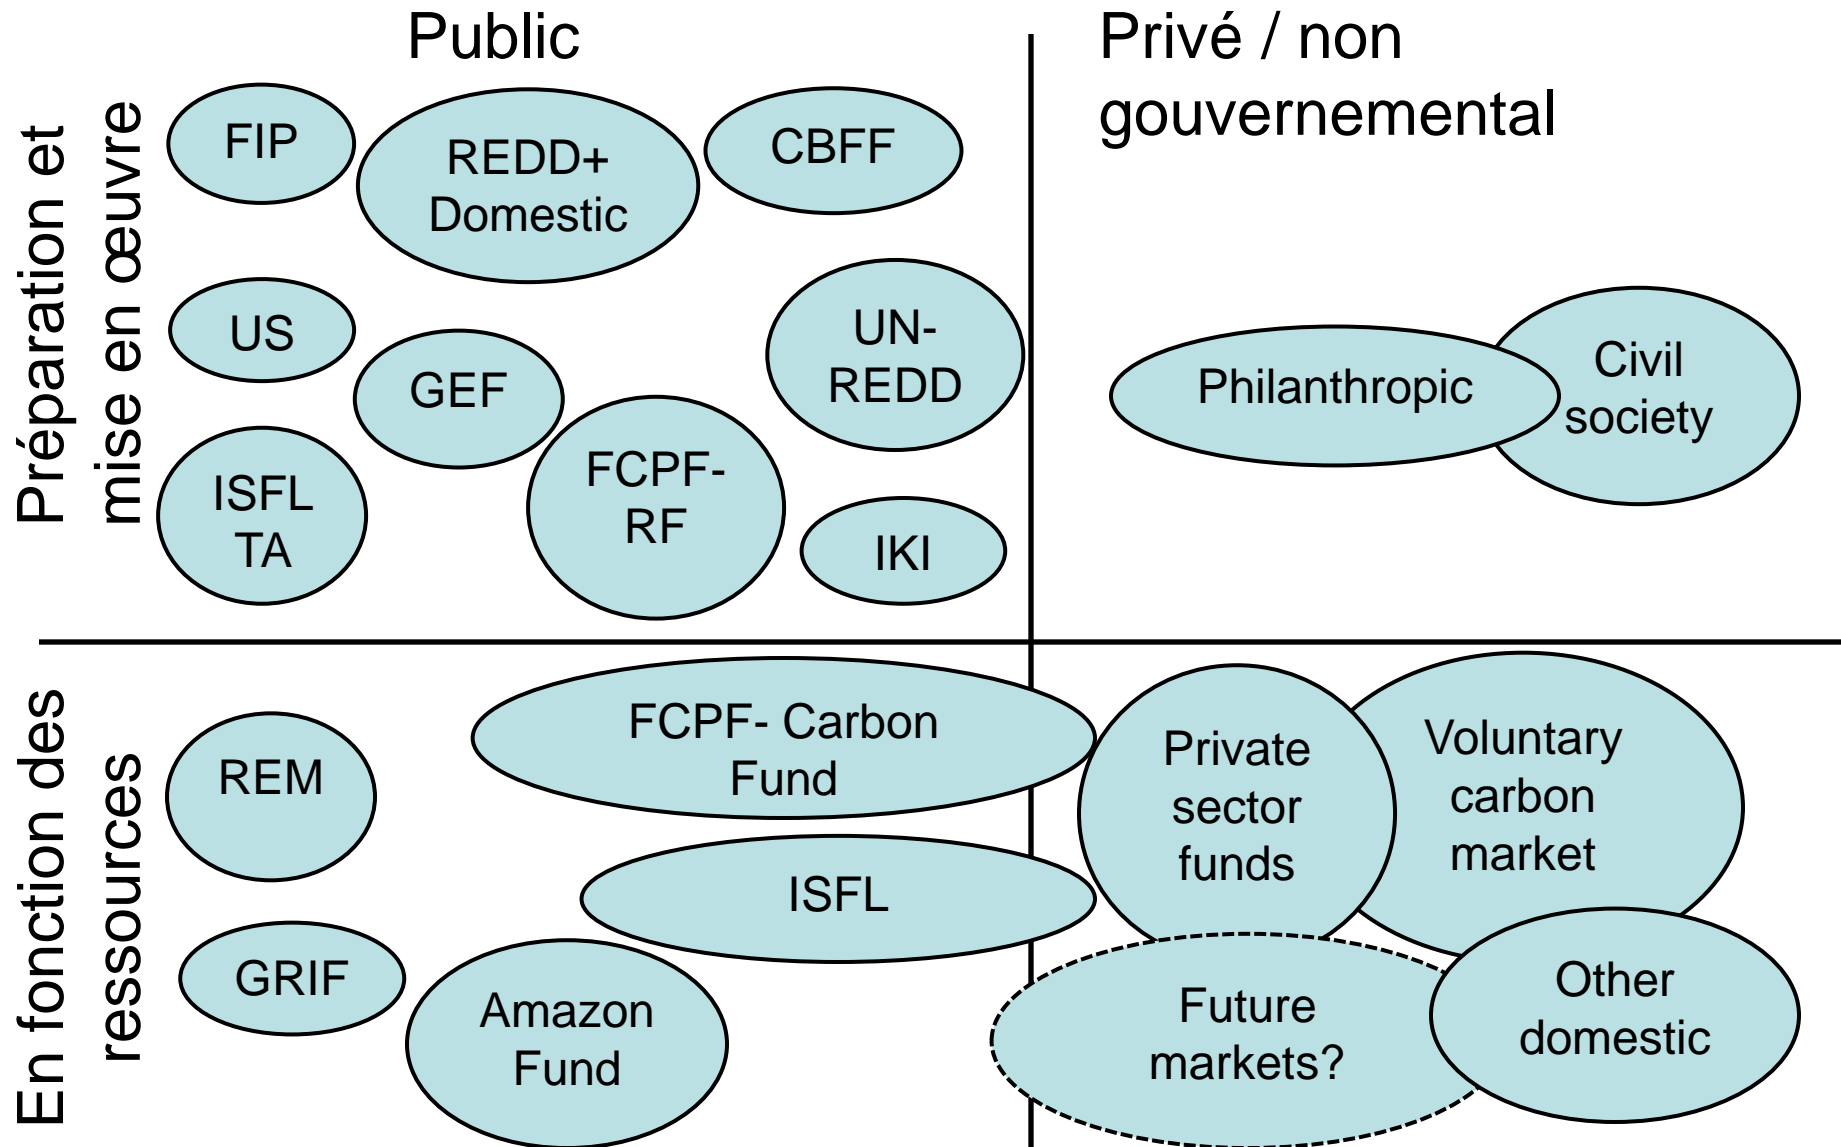 Public
Privé / non
gouvernemental
Préparation et
mise en œuvre
FIP
REDD+
Domestic
CBFF
US
GEF
UN-
REDD
ISFL
TA
FCPF-
RF
IKI
Philanthropic
Civil
society
En fonction des
ressources
REM
FCPF- Carbon
Fund
ISFL
GRIF
Amazon
Fund
Private
sector
funds
Voluntary
carbon
market
Future
markets?
Other
domestic